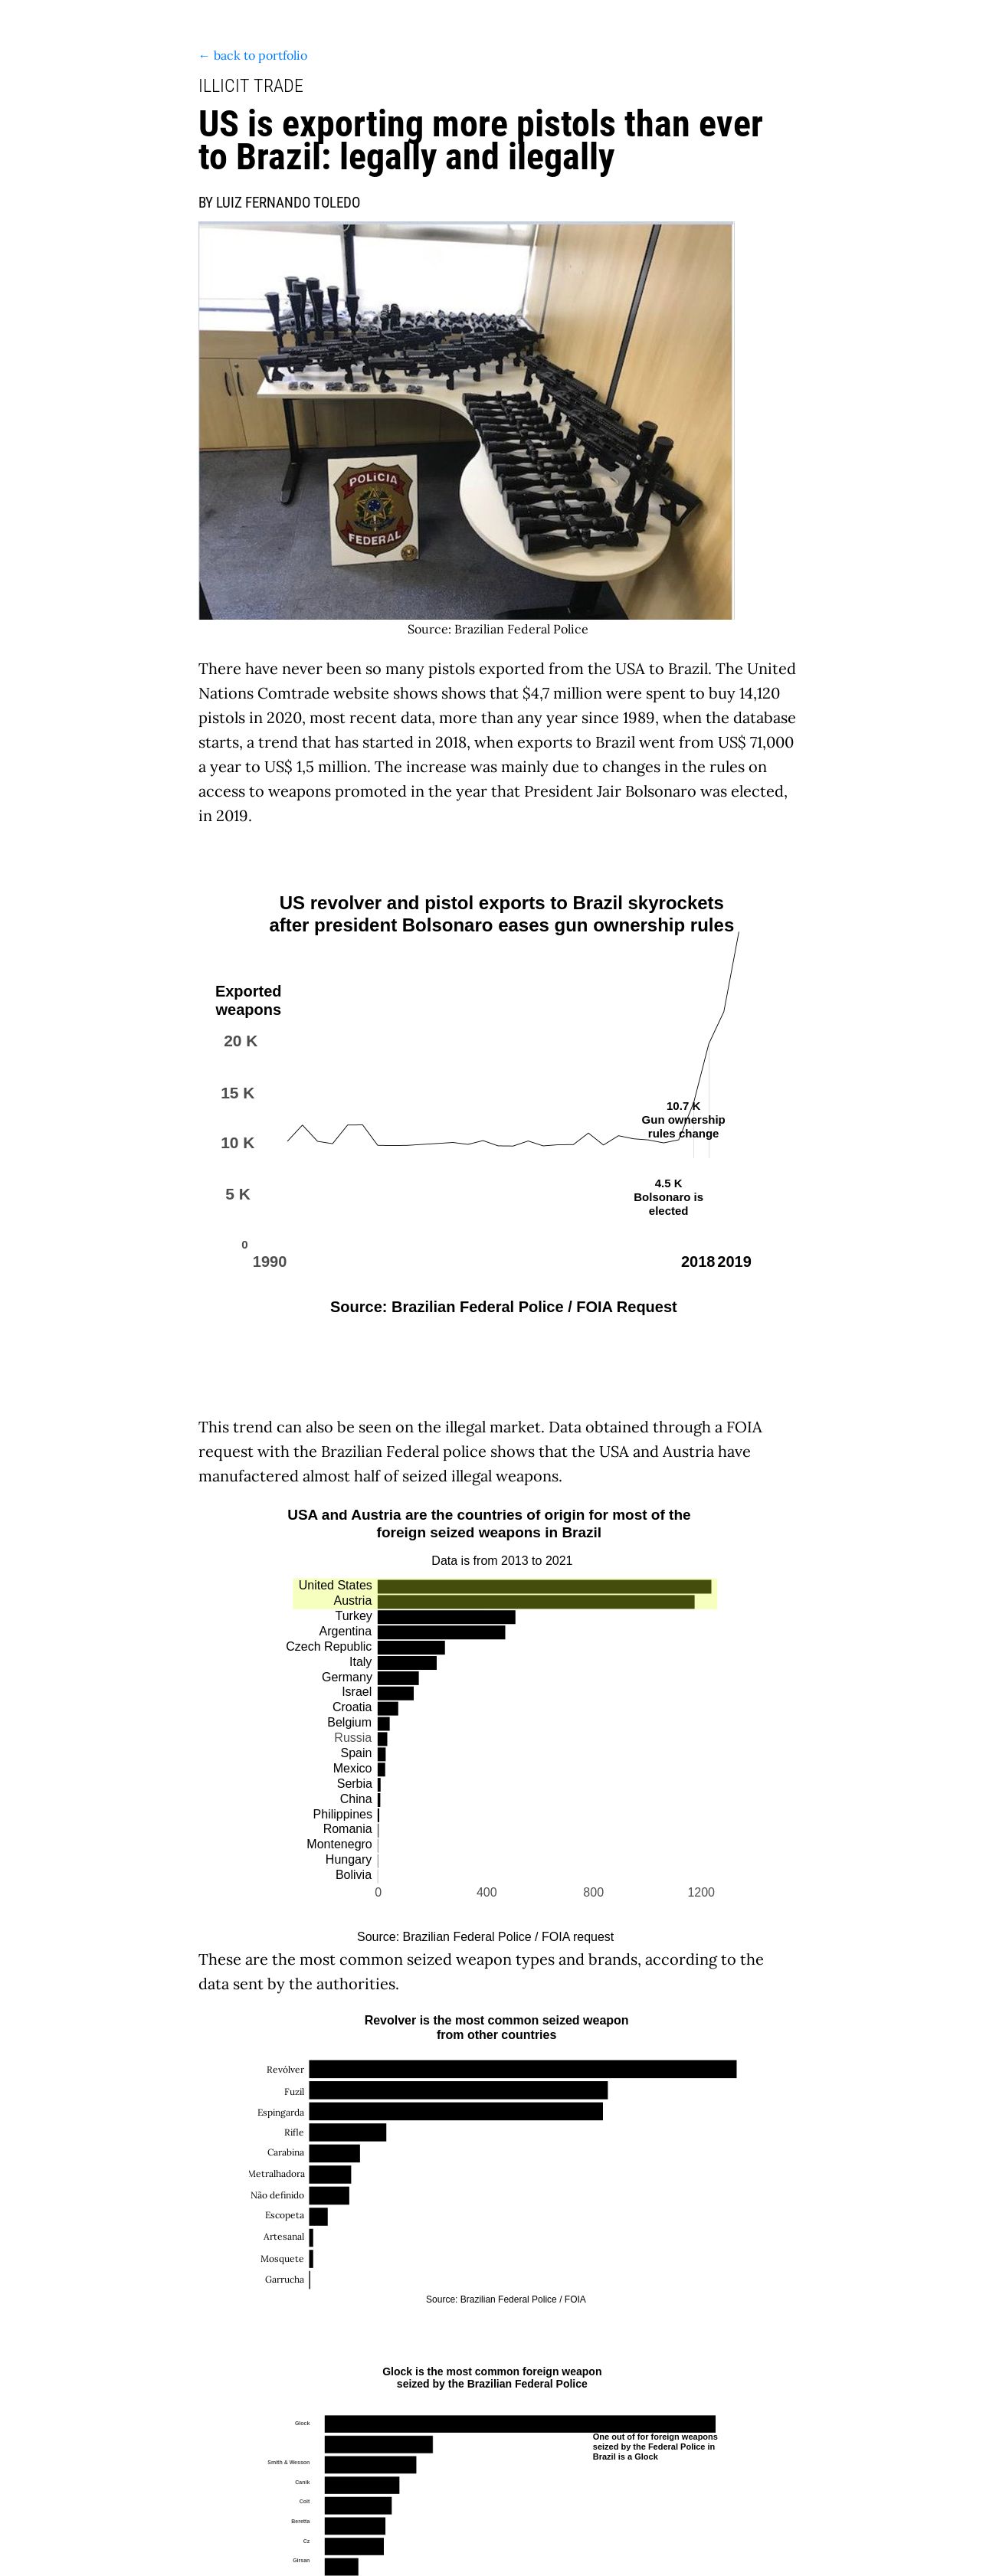 ← back to portfolio
ILLICIT TRADE
US is exporting more pistols than ever
to Brazil: legally and ilegally
BY LUIZ FERNANDO TOLEDO
POLÍCIA
FEDERAL
Source: Brazilian Federal Police
There have never been so many pistols exported from the USA to Brazil. The United
Nations Comtrade website shows shows that $4,7 million were spent to buy 14,120
pistols in 2020, most recent data, more than any year since 1989, when the database
starts, a trend that has started in 2018, when exports to Brazil went from US$ 71,000
a year to US$ 1,5 million. The increase was mainly due to changes in the rules on
access to weapons promoted in the year that President Jair Bolsonaro was elected,
in 2019.
US revolver and pistol exports to Brazil skyrockets
after president Bolsonaro eases gun ownership rules
Exported
weapons
20 K
15 K
10.7 K
Gun ownership
rules change
10 K
4.5 K
Bolsonaro is
elected
5 K
0
1990
2018 2019
Source: Brazilian Federal Police / FOIA Request
This trend can also be seen on the illegal market. Data obtained through a FOIA
request with the Brazilian Federal police shows that the USA and Austria have
manufactered almost half of seized illegal weapons.
USA and Austria are the countries of origin for most of the
foreign seized weapons in Brazil
Data is from 2013 to 2021
United States
Austria
Turkey
Argentina
Czech Republic
Italy
Germany
Israel
Croatia
Belgium
Russia
Spain
Mexico
Serbia
China
Philippines
Romania
Montenegro
Hungary
Bolivia
0 400 800 1200
Source: Brazilian Federal Police / FOIA request
These are the most common seized weapon types and brands, according to the
data sent by the authorities.
Revolver is the most common seized weapon
from other countries
Revólver
Fuzil
Espingarda
Rifle
Carabina
Metralhadora
Não definido
Escopeta
Artesanal
Mosquete
Garrucha
Source: Brazilian Federal Police / FOIA
Glock is the most common foreign weapon
seized by the Brazilian Federal Police
Glock
One out of for foreign weapons
seized by the Federal Police in
Brazil is a Glock
Smith & Wesson
Canik
Colt
Beretta
Cz
Girsan